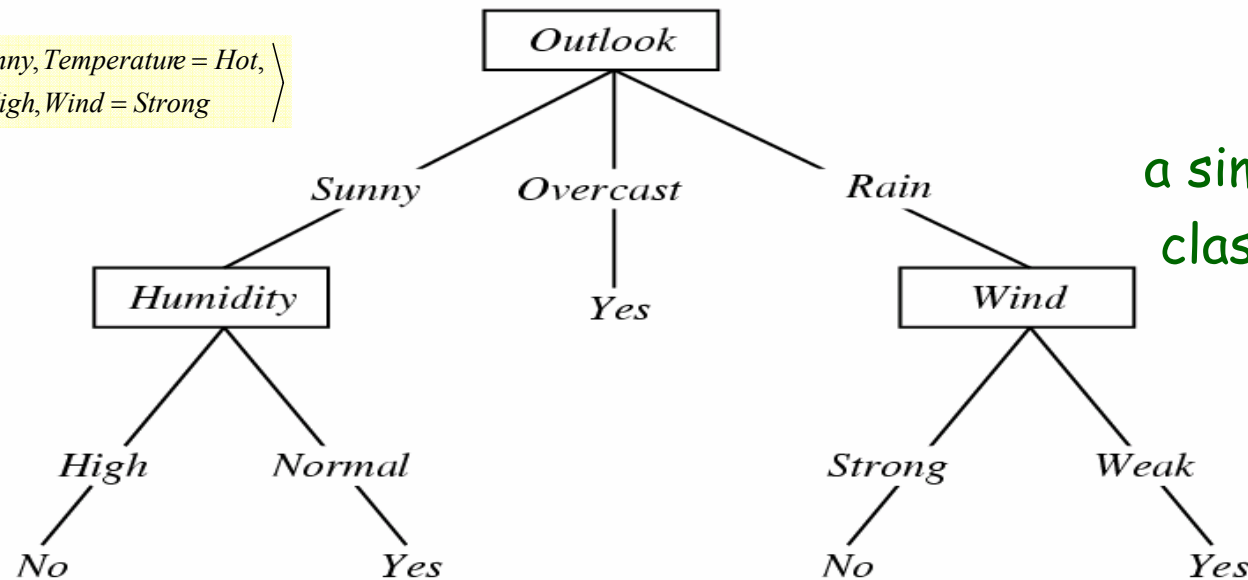 Outlook
nny, Temperature = Hot,
igh, Wind = Strong
a sin
clas
Sunny Overcast Rain
Humidity Yes Wind
High Normal Strong Weak
No Yes No Yes